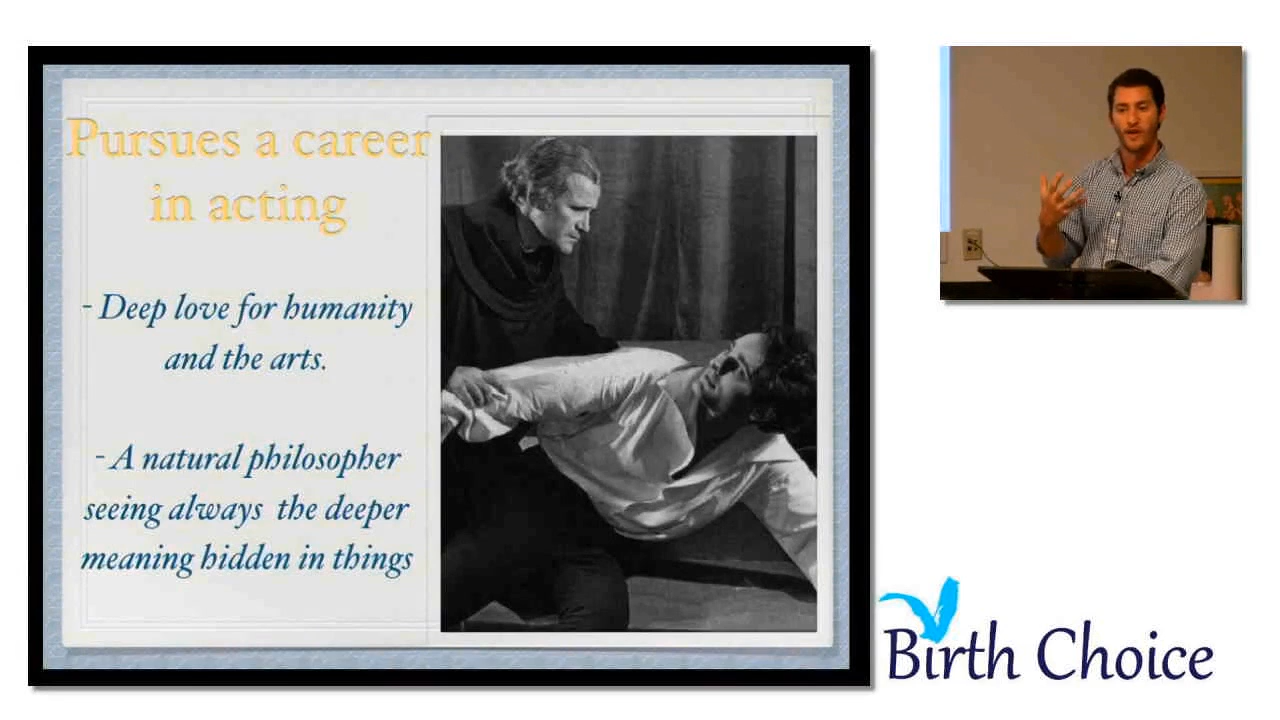 Pursues a career
in acting
- Deep love for humanity
and the arts.
- A natural philosopher
seeing always the deeper
meaning hidden in things
Birth Choice